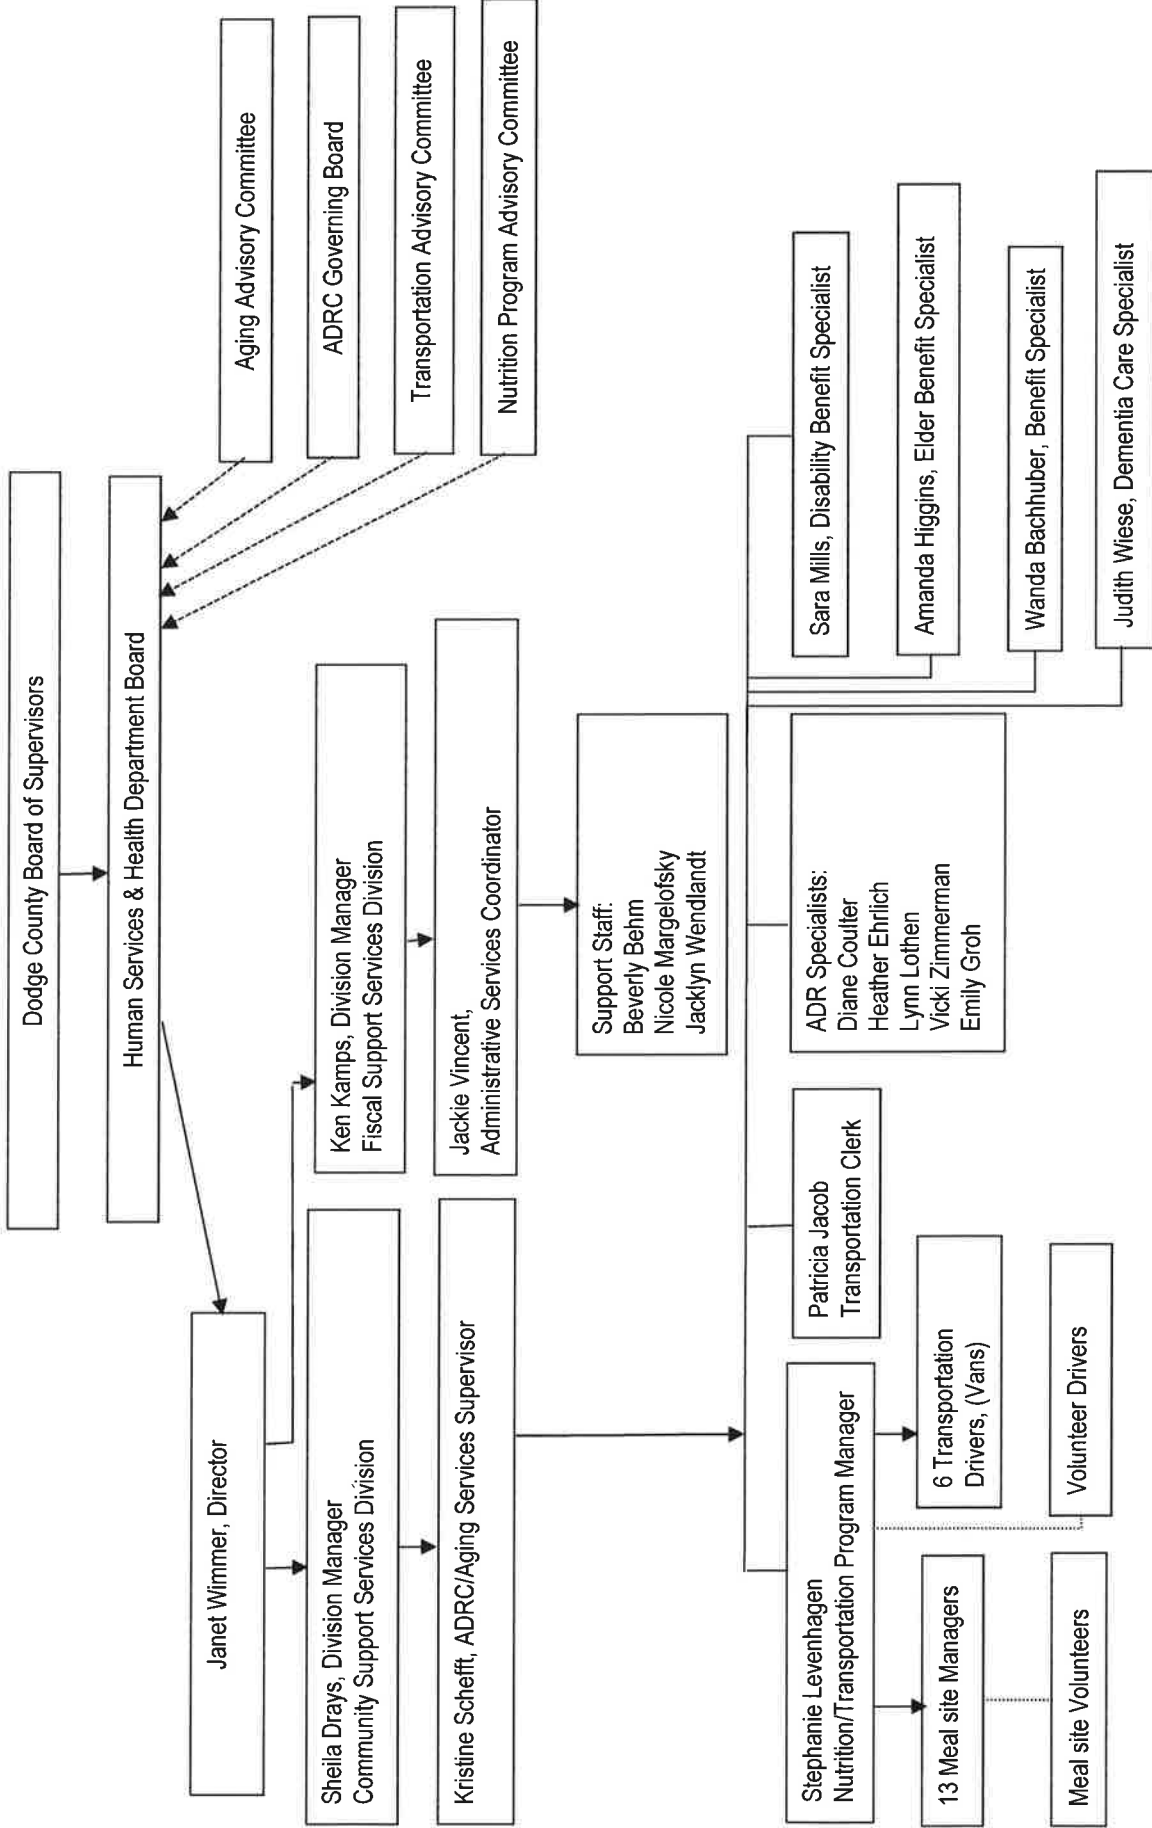 Dodge County Board of Supervisors
Human Services & Health Department Board
Aging Advisory Committee
ADRC Governing Board
Transportation Advisory Committee
Nutrition Program Advisory Committee
Janet Wimmer, Director
Sheila Drays, Division Manager
Community Support Services Division
Ken Kamps, Division Manager
Fiscal Support Services Division
Kristine Schefft, ADRC/Aging Services Supervisor
Jackie Vincent,
Administrative Services Coordinator
Support Staff:
Beverly Behm
Nicole Margelofsky
Jacklyn Wendlandt
Stephanie Levenhagen
Nutrition/Transportation Program Manager
Patricia Jacob
Transportation Clerk
ADR Specialists:
Diane Coulter
Heather Ehrlich
Lynn Lothen
Vicki Zimmerman
Emily Groh
Sara Mills, Disability Benefit Specialist
Amanda Higgins, Elder Benefit Specialist
Wanda Bachhuber, Benefit Specialist
Judith Wiese, Dementia Care Specialist
13 Meal site Managers
6 Transportation
Drivers, (Vans)
Meal site Volunteers
Volunteer Drivers